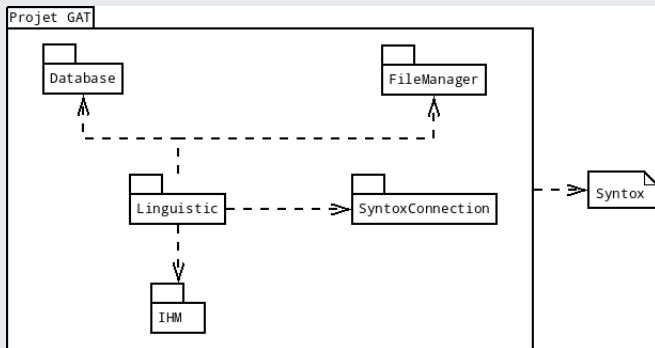 Projet GAT
Database
FileManager
Linguistic
SyntoxConnection
Syntox
IHM